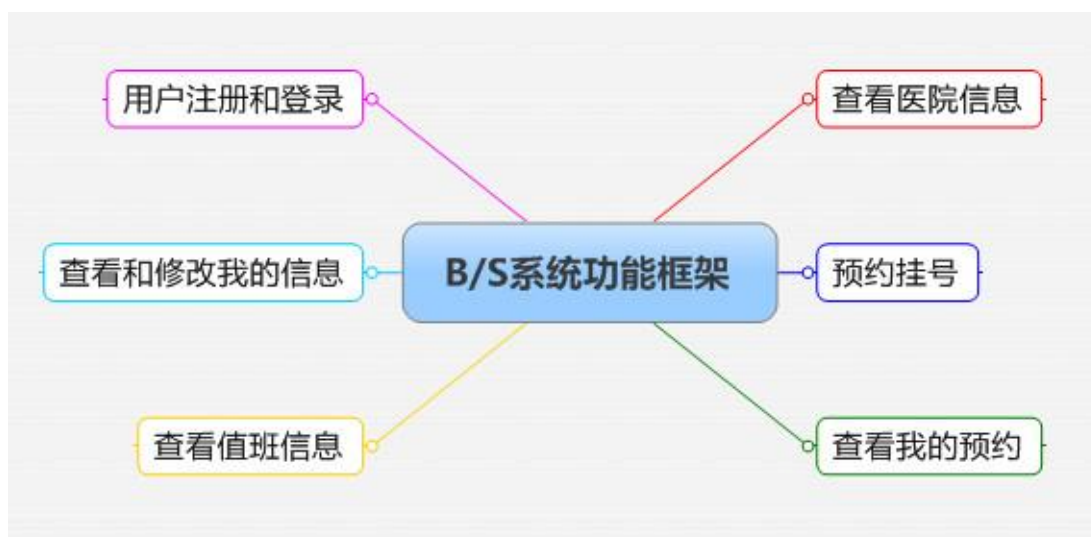 用户注册和登录
查看医院信息
查看和修改我的信息
B/S系统功能框架
预约挂号
查看值班信息
查看我的预约